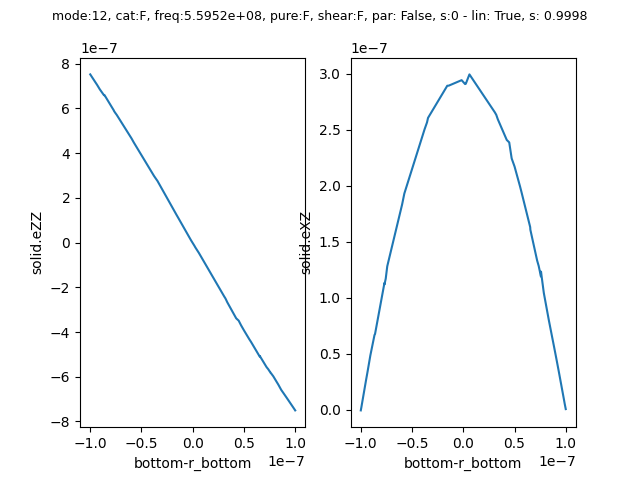 mode:12, cat:F, freq:5.5952e+08, pure:F, shear:F, par: False, s:0 - lin: True, s: 0.9998
1e−7
8
6
4
2
0
−2
−4
−6
−8
solid.eZZ
−1.0 −0.5 0.0 0.5 1.0
bottom-r_bottom 1e−7
1e−7
3.0
2.5
2.0
1.5
1.0
0.5
0.0
solid.eXZ
−1.0 −0.5 0.0 0.5 1.0
bottom-r_bottom 1e−7